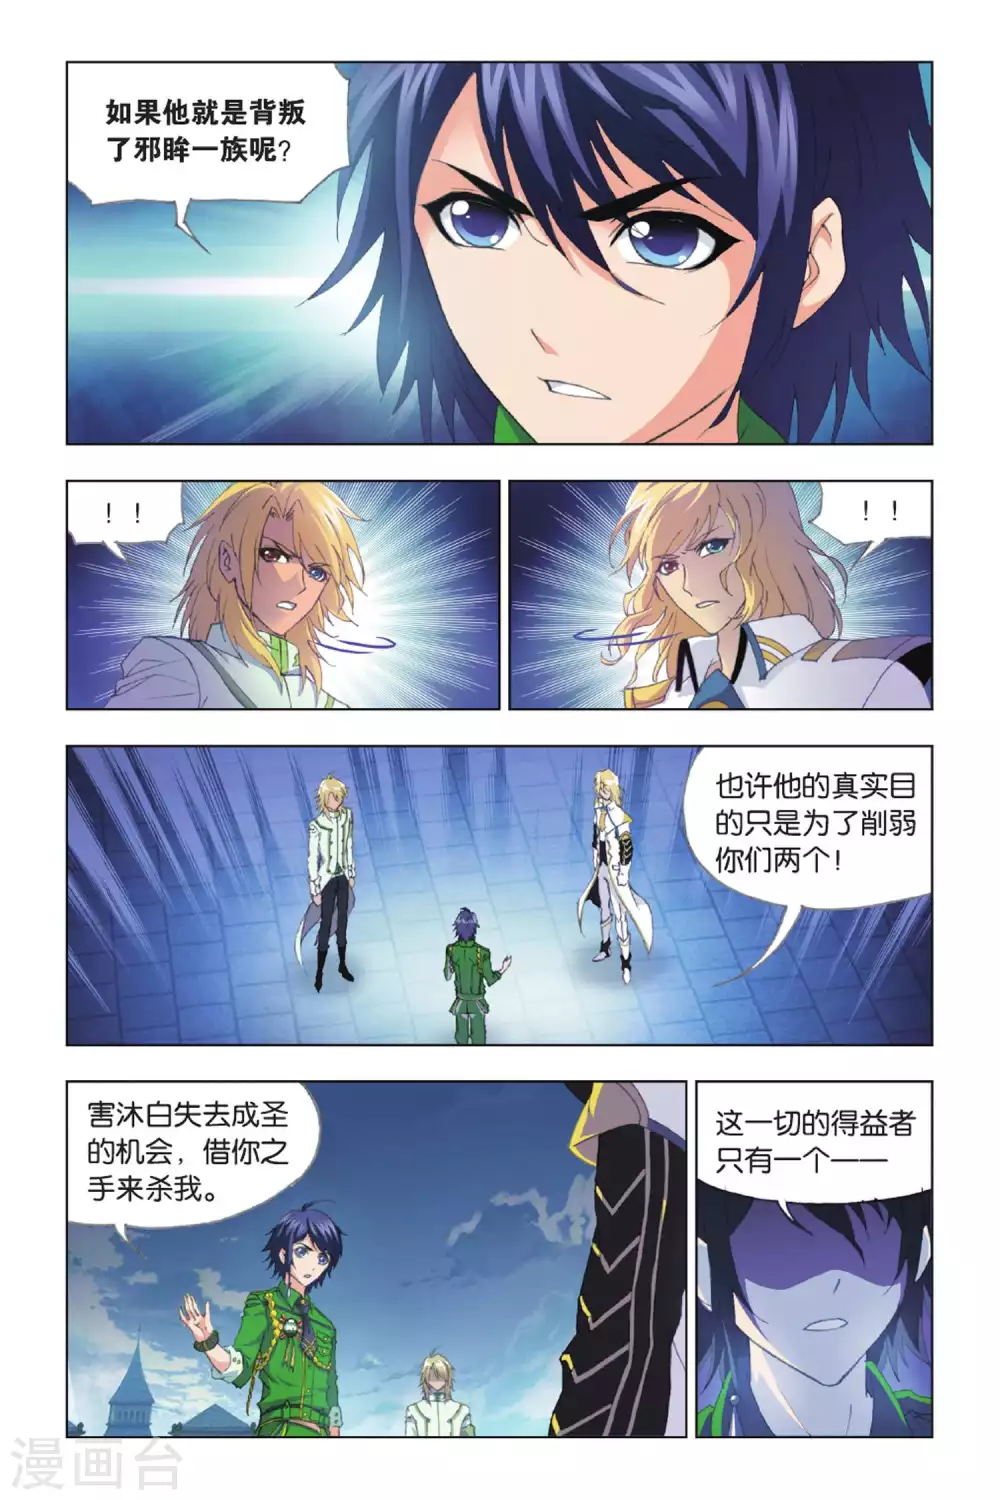 如果他就是背叛
了邪眸一族呢？
！！
！！
也许他的真实目
的只是为了削弱
你们两个！
害沐白失去成圣
的机会，借你之
手来杀我。
这一切的得益者
只有一个——
漫画台